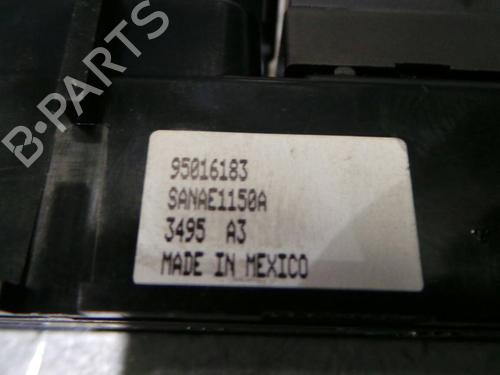 B-PARTS
95016183
SANAE1150A
3495 A3
MADE IN MEXICO